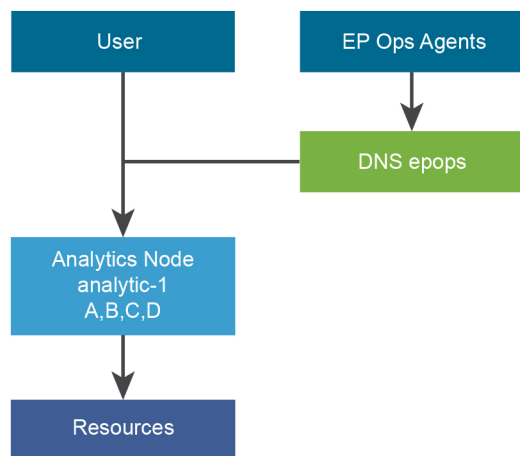 User
EP Ops Agents
DNS epops
Analytics Node
analytic-1
A,B,C,D
Resources